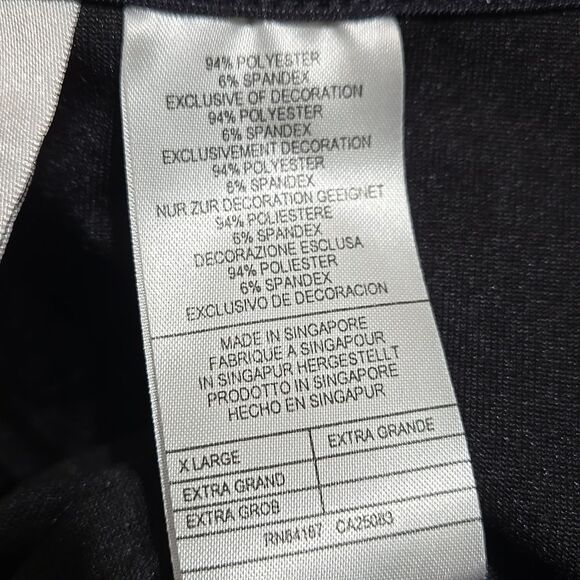 94% POLYESTER
6% SPANDEX
EXCLUSIVE OF DECORATION
94% POLYESTER
6% SPANDEX
EXCLUSIVEMENT DECORATION
94% POLYESTER
6% SPANDEX
NUR ZUR DECORATION GEEIGNET
94% POLIESTERE
6% SPANDEX
DECORAZIONE ESCLUSA
94% POLIESTER
6% SPANDEX
EXCLUSIVO DE DECORACION
MADE IN SINGAPORE
FABRIQUE A SINGAPOUR
IN SINGAPUR HERGESTELLT
PRODOTTO IN SINGAPORE
HECHO EN SINGAPUR
X LARGE EXTRA GRANDE
EXTRA GRAND
EXTRA GROB
RN64167 CA25083